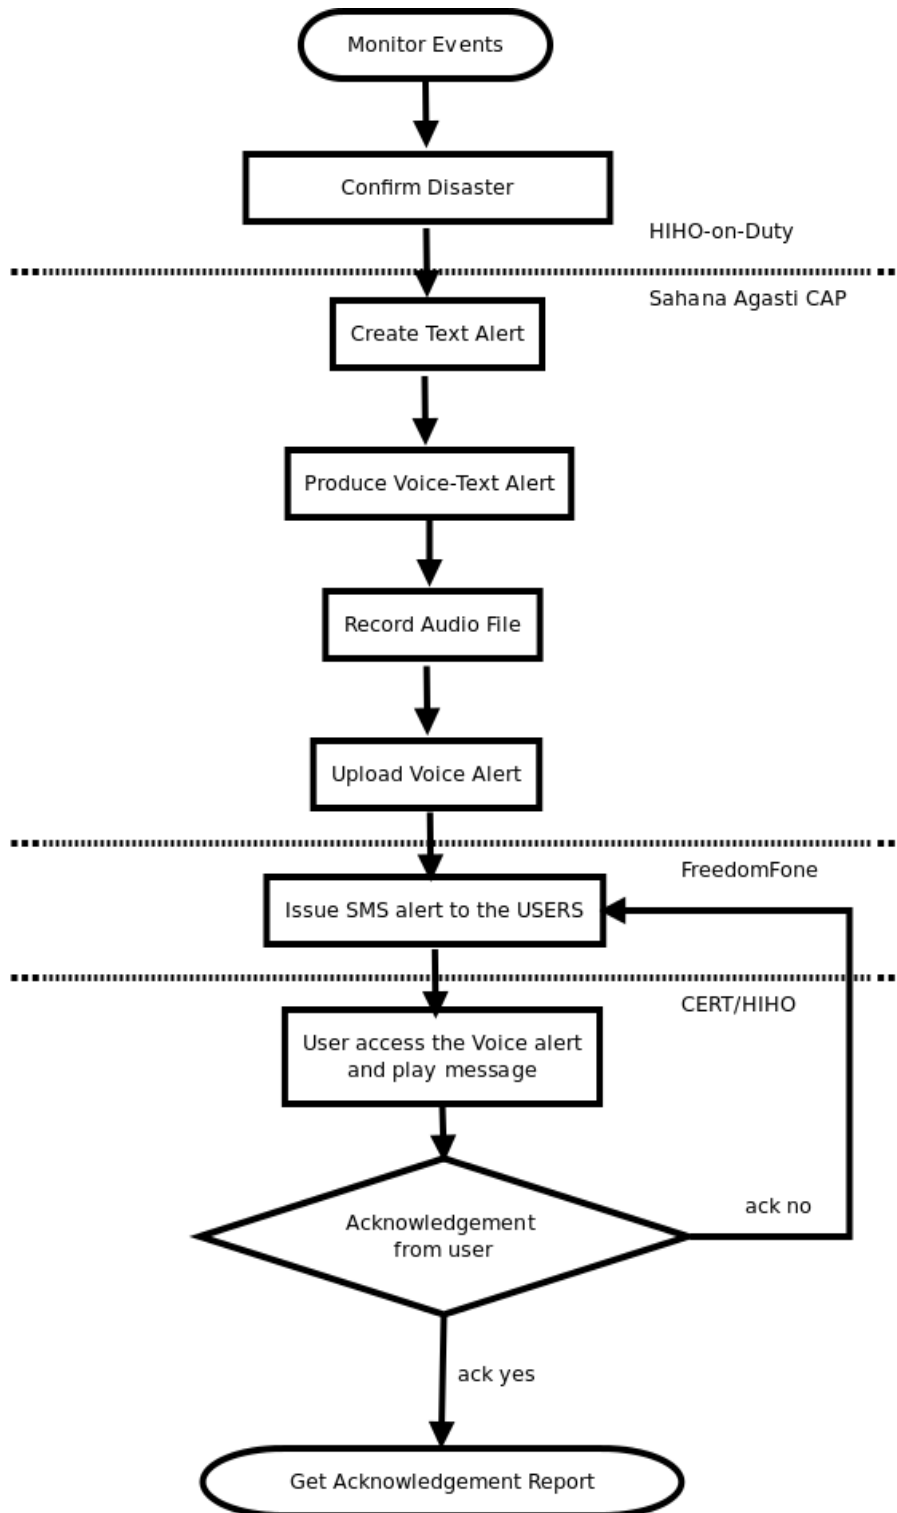 Monitor Events
Confirm Disaster
HIHO-on-Duty
Sahana Agasti CAP
Create Text Alert
Produce Voice-Text Alert
Record Audio File
Upload Voice Alert
FreedomFone
Issue SMS alert to the USERS
CERT/HIHO
User access the Voice alert
and play message
ack no
Acknowledgement
from user
ack yes
Get Acknowledgement Report